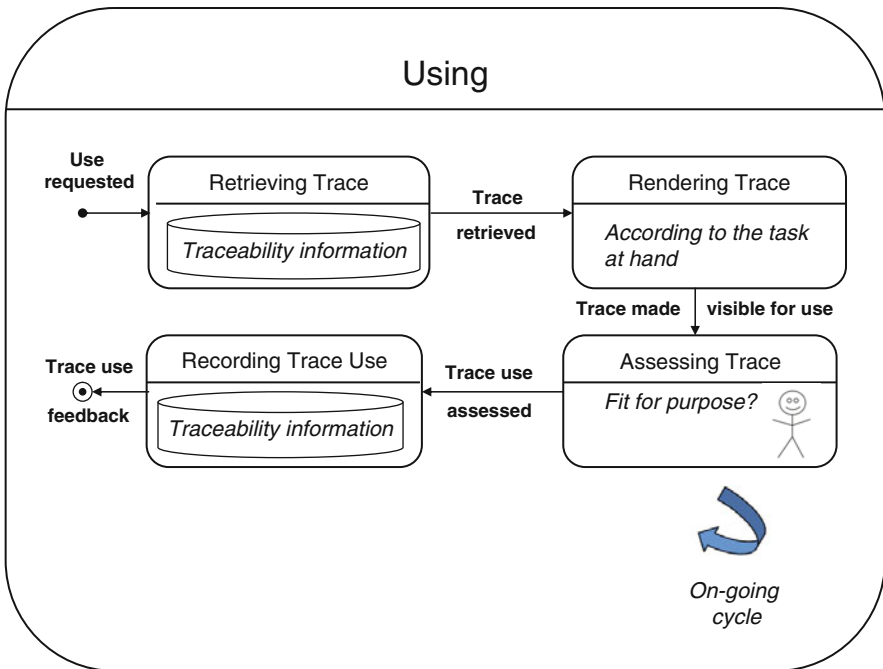 Using
Use
requested
Retrieving Trace
Traceability information
Trace
retrieved
Rendering Trace
According to the task
at hand
Trace made visible for use
Assessing Trace
Fit for purpose?
Trace use
assessed
Recording Trace Use
Traceability information
Trace use
feedback
On-going
cycle